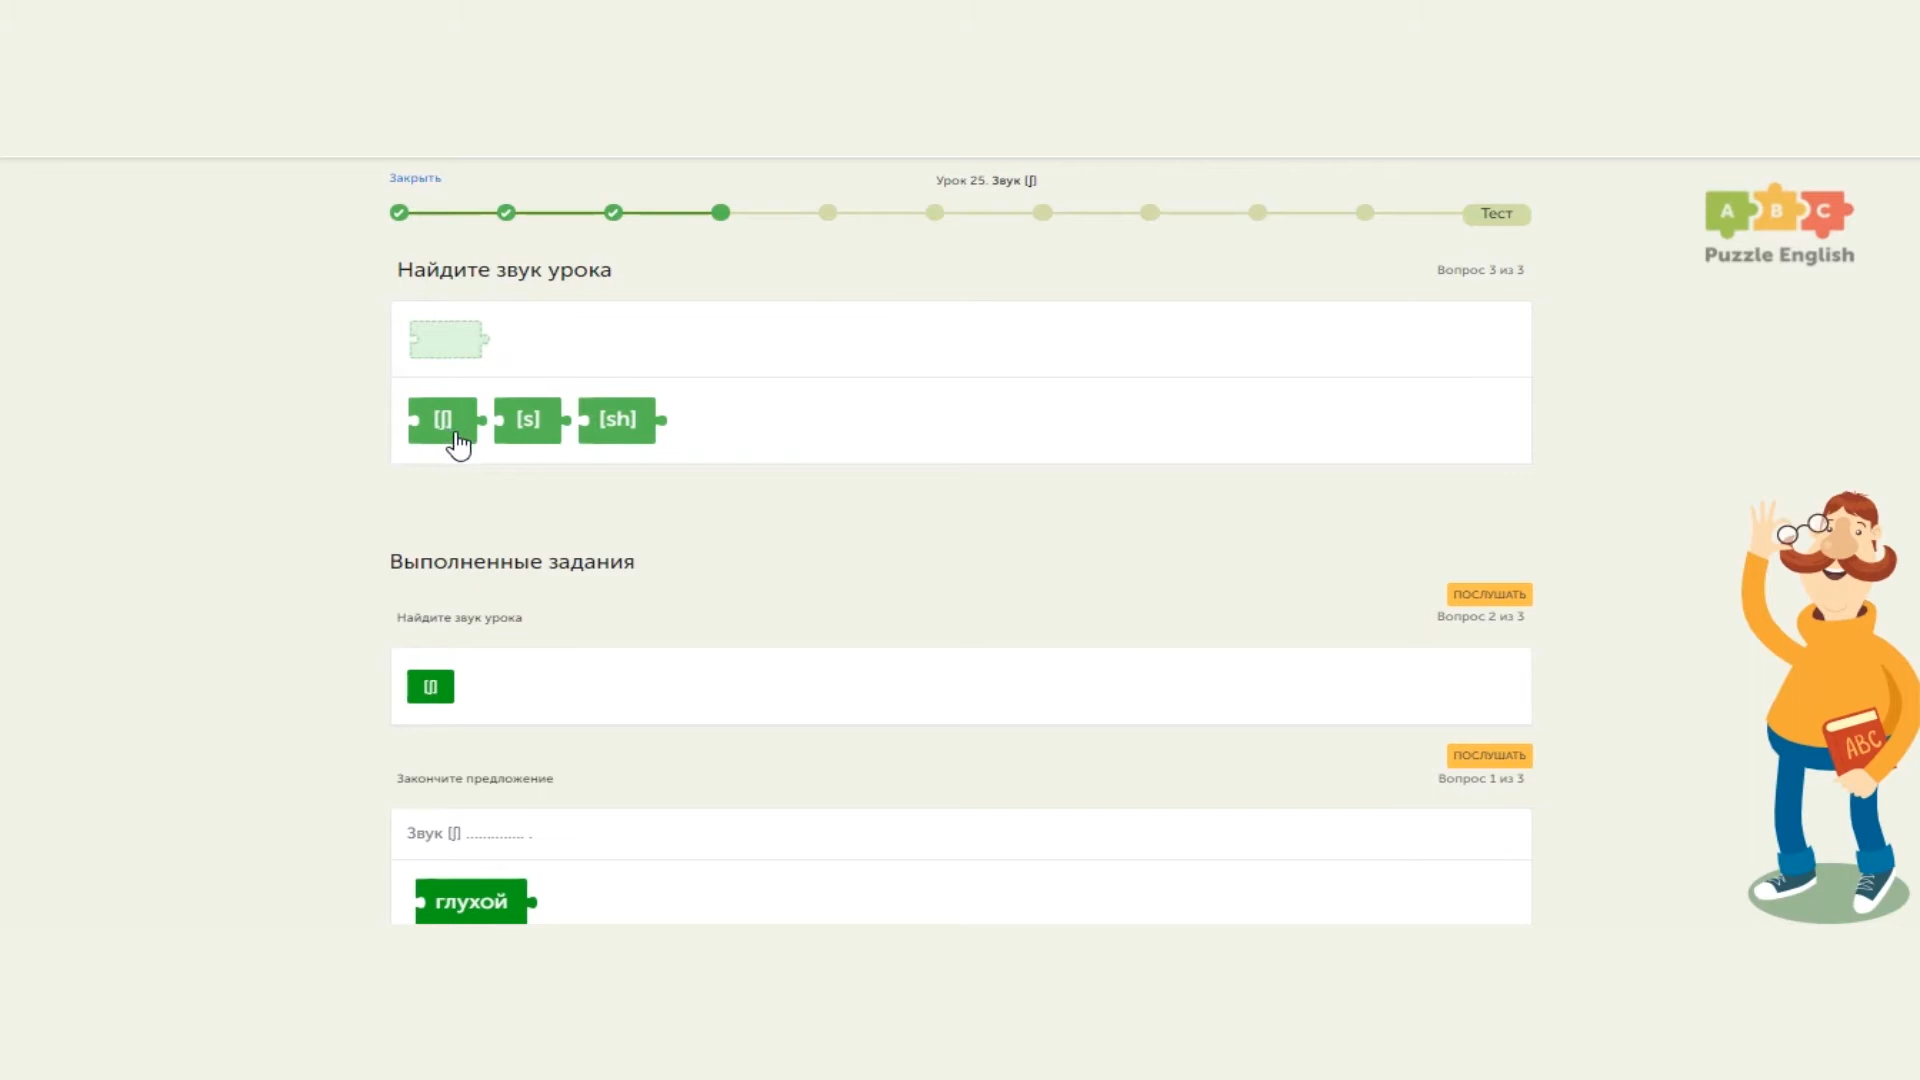 Закрыть
Урок 25. Звук [ʃ]
Тест
A B C
Puzzle English
Найдите звук урока
Вопрос 3 из 3
[ʃ] [s] [sh]
Выполненные задания
ПОСЛУШАТЬ
Найдите звук урока
Вопрос 2 из 3
[ʃ]
ПОСЛУШАТЬ
Закончите предложение
Вопрос 1 из 3
Звук [ʃ] .............. .
глухой
ABC